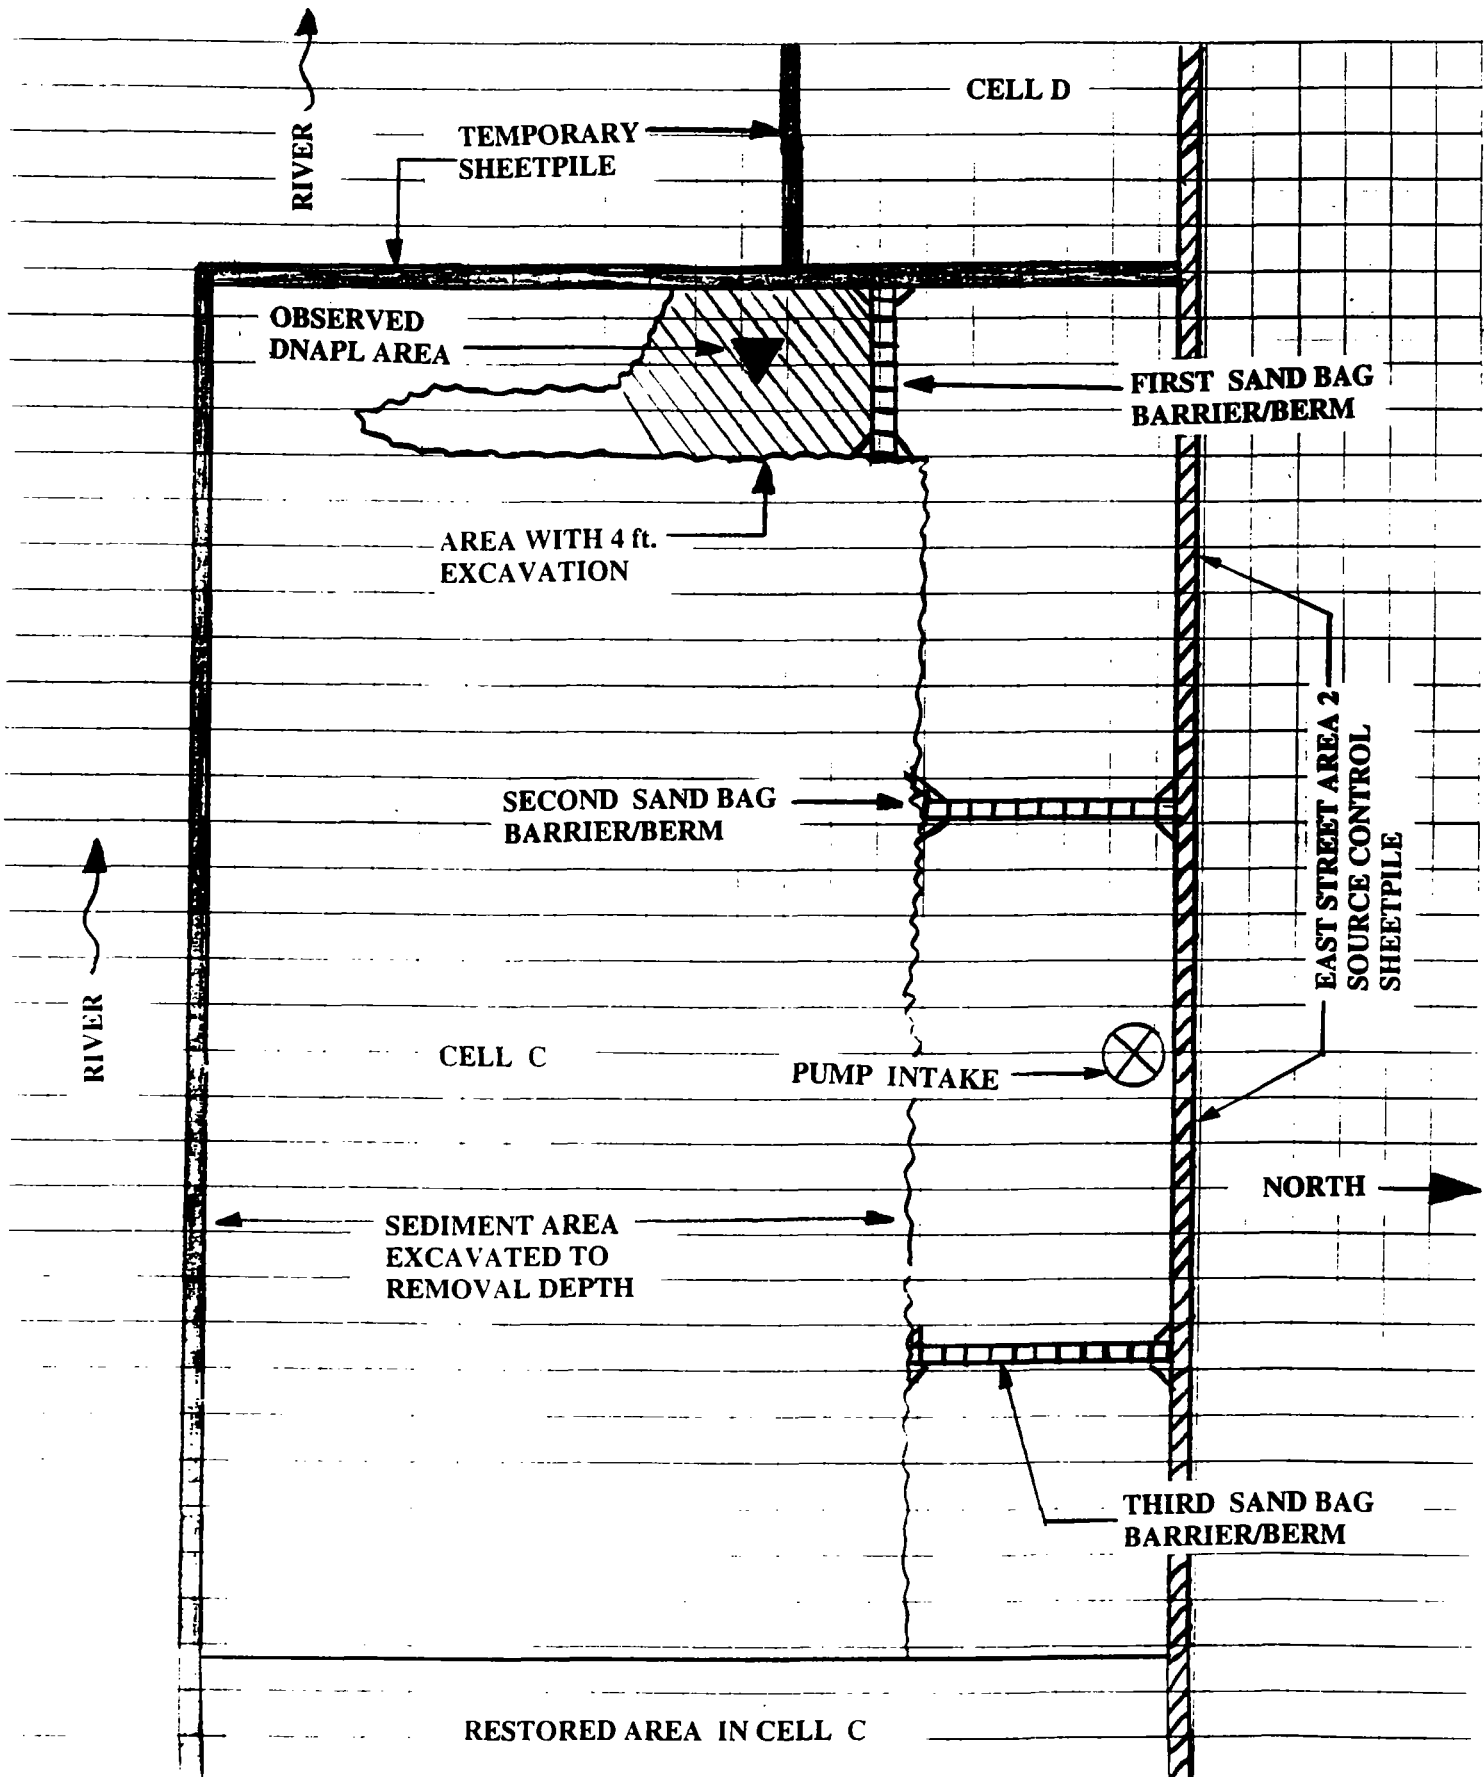 CELL D
RIVER
TEMPORARY
SHEETPILE
OBSERVED
DNAPL AREA
FIRST SAND BAG
BARRIER/BERM
AREA WITH 4 ft.
EXCAVATION
EAST STREET AREA 2
SOURCE CONTROL
SHEETPILE
SECOND SAND BAG
BARRIER/BERM
RIVER
CELL C
PUMP INTAKE
NORTH
SEDIMENT AREA
EXCAVATED TO
REMOVAL DEPTH
THIRD SAND BAG
BARRIER/BERM
RESTORED AREA IN CELL C